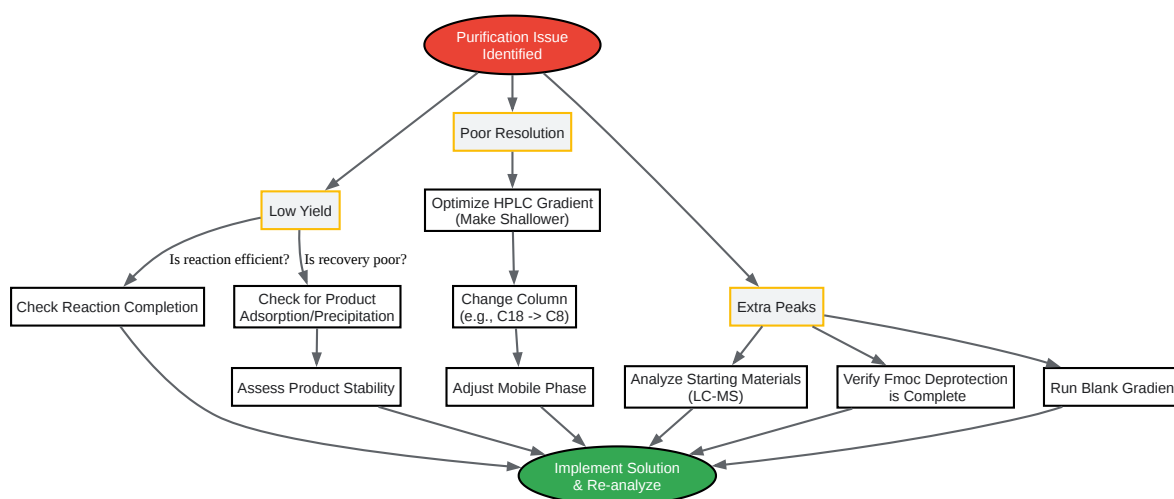 Purification Issue
Identified
Poor Resolution
Optimize HPLC Gradient
(Make Shallower)
Low Yield
Is reaction efficient?
Is recovery poor?
Check Reaction Completion
Check for Product
Adsorption/Precipitation
Change Column
(e.g., C18 -> C8)
Extra Peaks
Assess Product Stability
Adjust Mobile Phase
Analyze Starting Materials
(LC-MS)
Verify Fmoc Deprotection
is Complete
Run Blank Gradient
Implement Solution
& Re-analyze